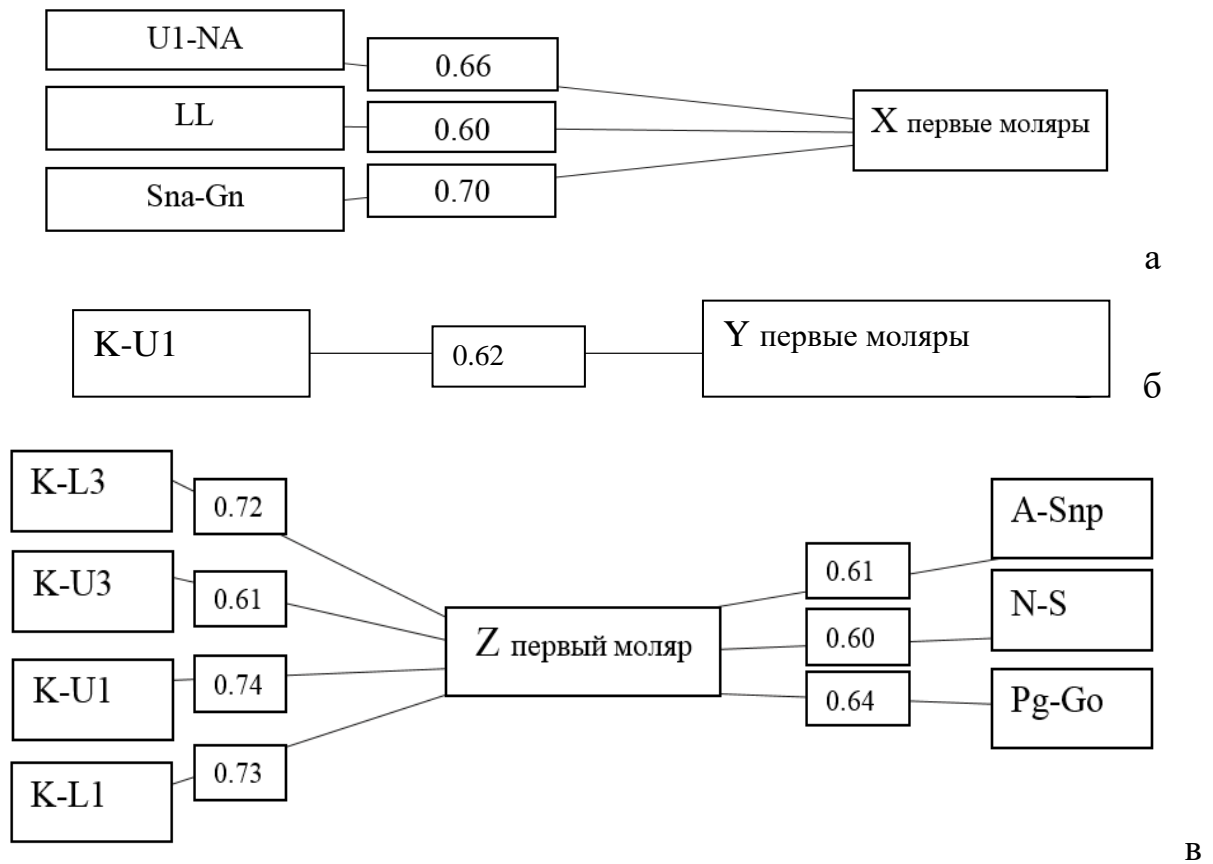 U1-NA
0.66
LL
0.60
Sna-Gn
0.70
X первые моляры
а
K-U1
0.62
Y первые моляры
б
K-L3
0.72
K-U3
0.61
K-U1
0.74
K-L1
0.73
Z первый моляр
0.61
A-Snp
0.60
N-S
0.64
Pg-Go
в